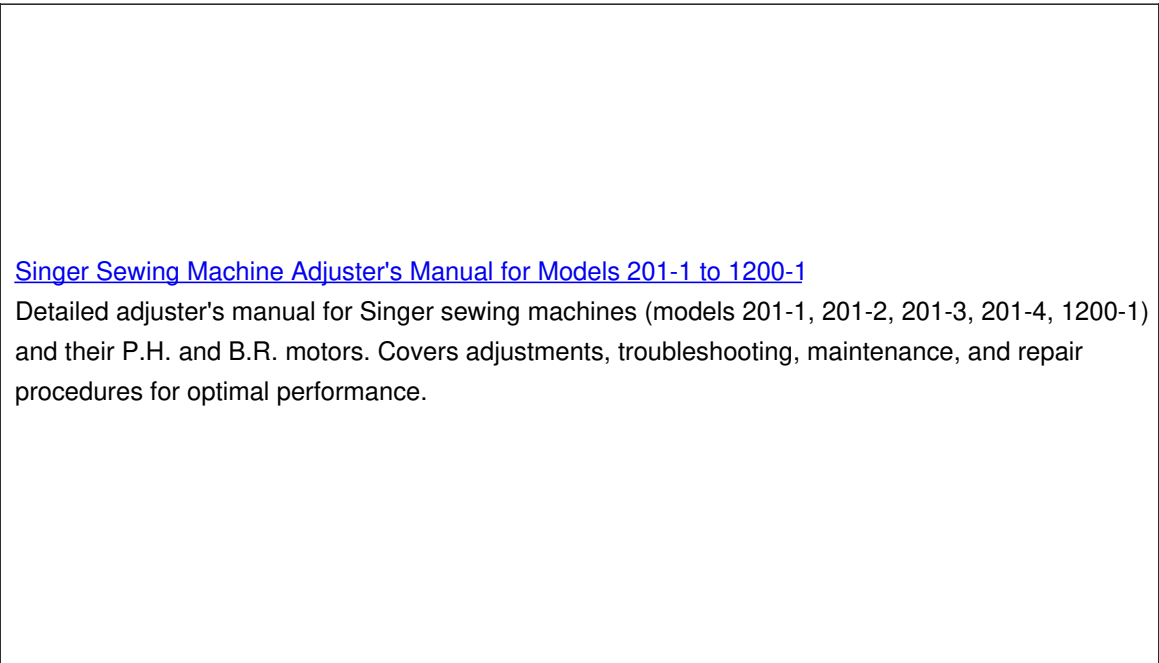 Singer Sewing Machine Adjuster's Manual for Models 201-1 to 1200-1
Detailed adjuster's manual for Singer sewing machines (models 201-1, 201-2, 201-3, 201-4, 1200-1)
and their P.H. and B.R. motors. Covers adjustments, troubleshooting, maintenance, and repair
procedures for optimal performance.